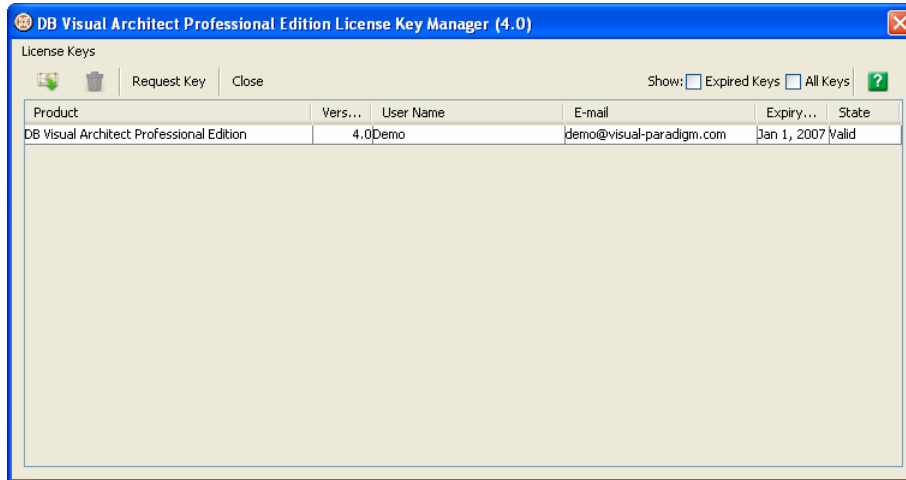 DB Visual Architect Professional Edition License Key Manager (4.0)
License Keys
Request Key Close Show: Expired Keys All Keys ?
Product Vers... User Name E-mail Expiry... State
DB Visual Architect Professional Edition 4.0 Demo demo@visual-paradigm.com Jan 1, 2007 Valid